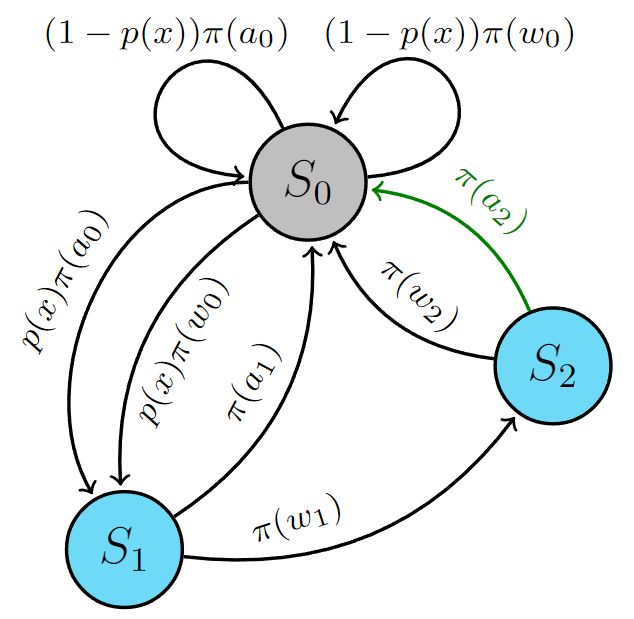 (1 − p(x))π(a₀) (1 − p(x))π(w₀)
S₀
π(a₂)
p(x)π(a₀)
p(x)π(w₀)
π(w₂)
π(a₁)
S₂
π(w₁)
S₁